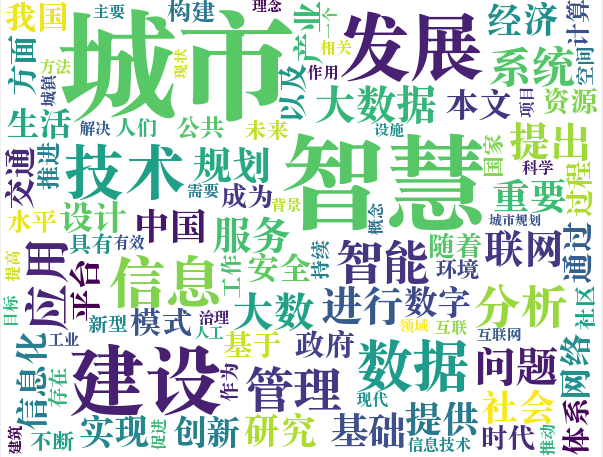 我国
主要
构建
理念
产业
一个
相关
经济
计算
方面
方法
城市
现状
以及
作用
发展
系统
空间
城镇
大数据
本文
项目
资源
生活
解决
人们
公共
未来
设施
提出
国家
智慧
科学
过程
交通
推进
技术
规划
需要
成为
背景
概念
重要
水平
设计
中国
服务
城市规划
具有
有效
持续
智能
随着
联网
通过
提高
应用
平台
信息
工作
安全
环境
目标
大数
进行
数字
分析
社区
新型
模式
治理
人工
领域
互联
互联网
信息化
工业
基于
政府
问题
网络
建设
数据
存在
作为
管理
现代
社会
体系
建筑
不断
实现
促进
创新
研究
基础
提供
信息技术
时代
推动